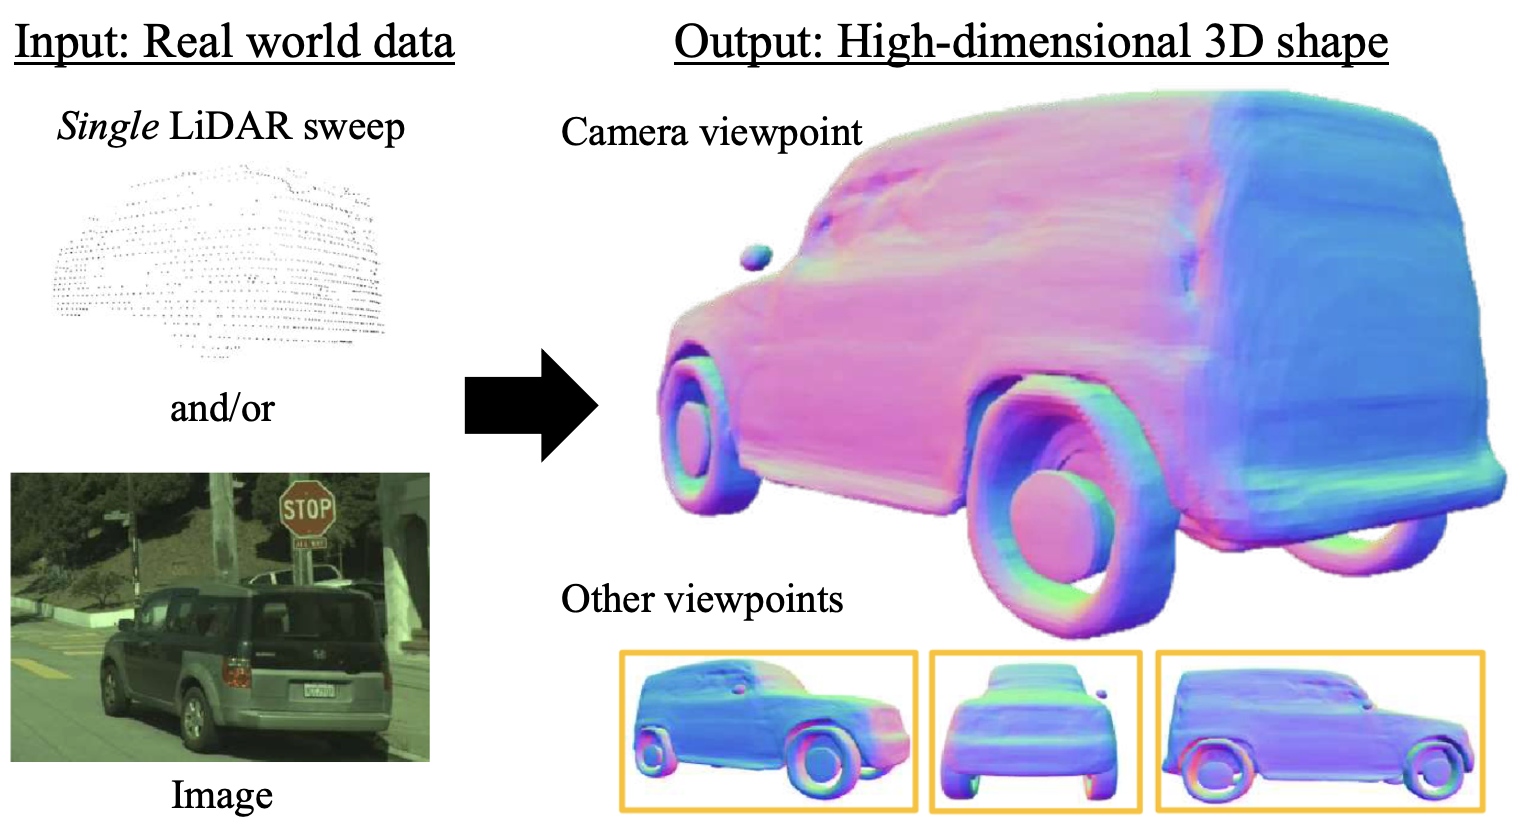 Input: Real world data
Output: High-dimensional 3D shape
Single LiDAR sweep
Camera viewpoint
and/or
STOP
ALL WAY
Other viewpoints
Image